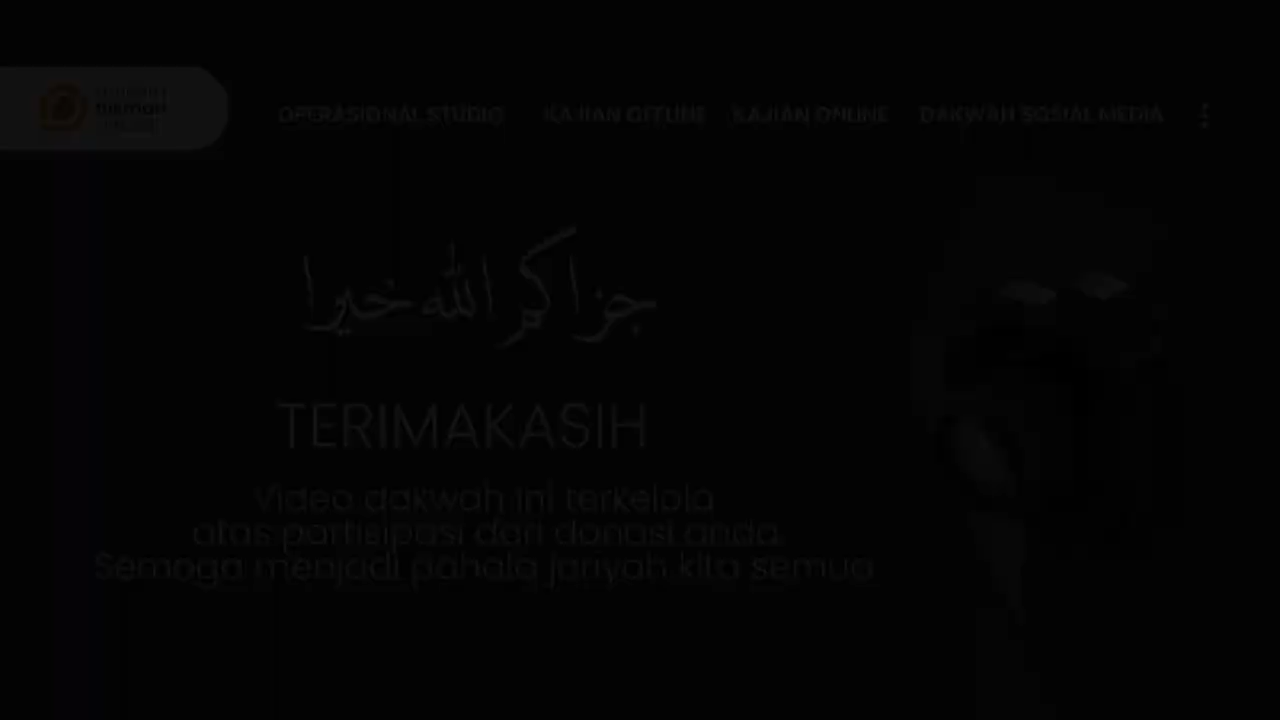 OPERASIONAL STUDIO KAJIAN OFFLINE KAJIAN ONLINE DAKWAH SOSIAL MEDIA
جزاكم الله خيرا
TERIMAKASIH
Video dakwah ini terkelola
atas partisipasi dari donasi anda.
Semoga menjadi pahala jariyah kita semua